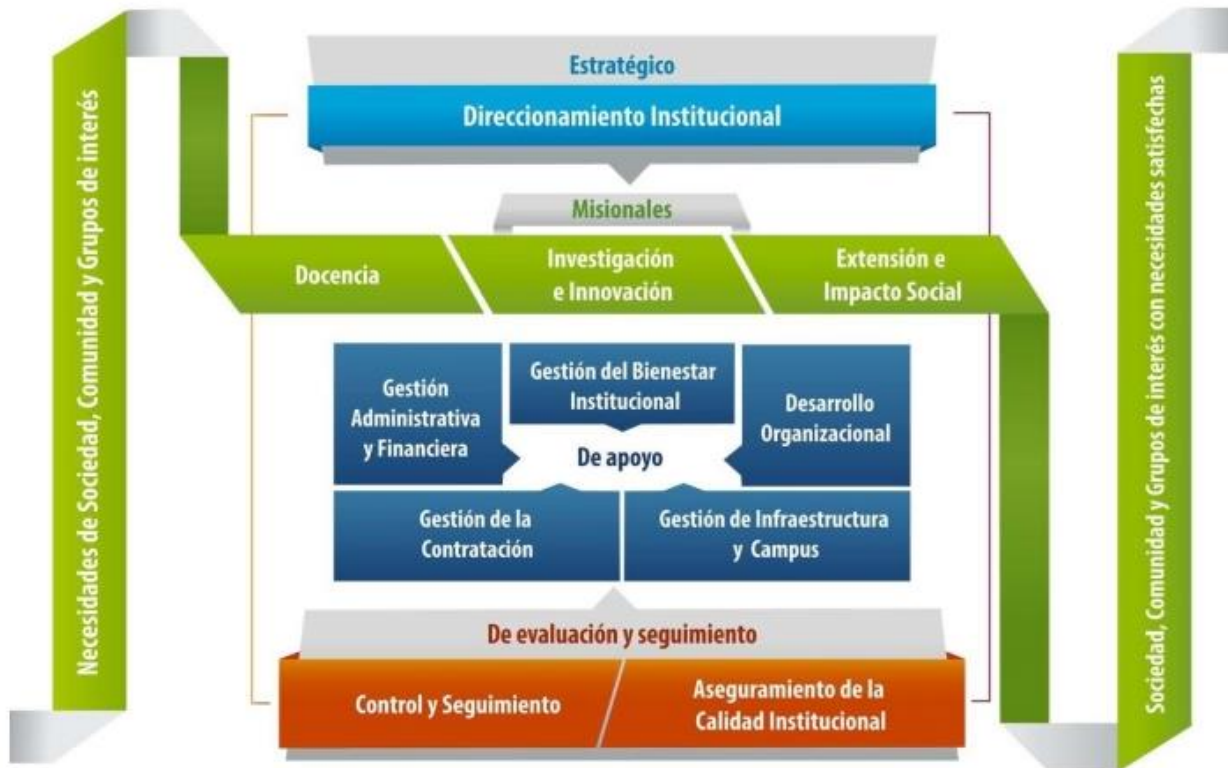 Necesidades de Sociedad, Comunidad y Grupos de interés
Estratégico
Direccionamiento Institucional
Misionales
Docencia
Investigación
e Innovación
Extensión e
Impacto Social
Gestión
Administrativa
y Financiera
Gestión del Bienestar
Institucional
Desarrollo
Organizacional
De apoyo
Gestión de la
Contratación
Gestión de Infraestructura
y Campus
De evaluación y seguimiento
Control y Seguimiento
Aseguramiento de la
Calidad Institucional
Sociedad, Comunidad y Grupos de interés con necesidades satisfechas